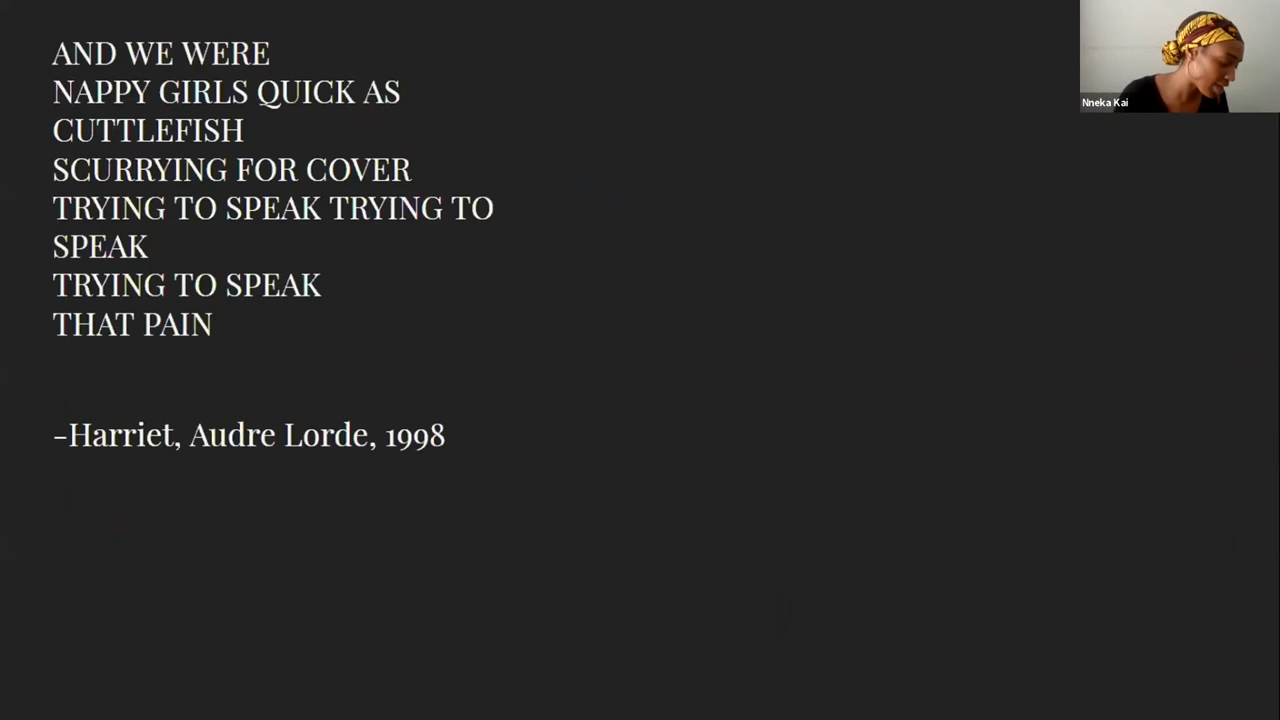 AND WE WERE
NAPPY GIRLS QUICK AS
CUTTLEFISH
SCURRYING FOR COVER
TRYING TO SPEAK TRYING TO
SPEAK
TRYING TO SPEAK
THAT PAIN
-Harriet, Audre Lorde, 1998
Nneka Kai